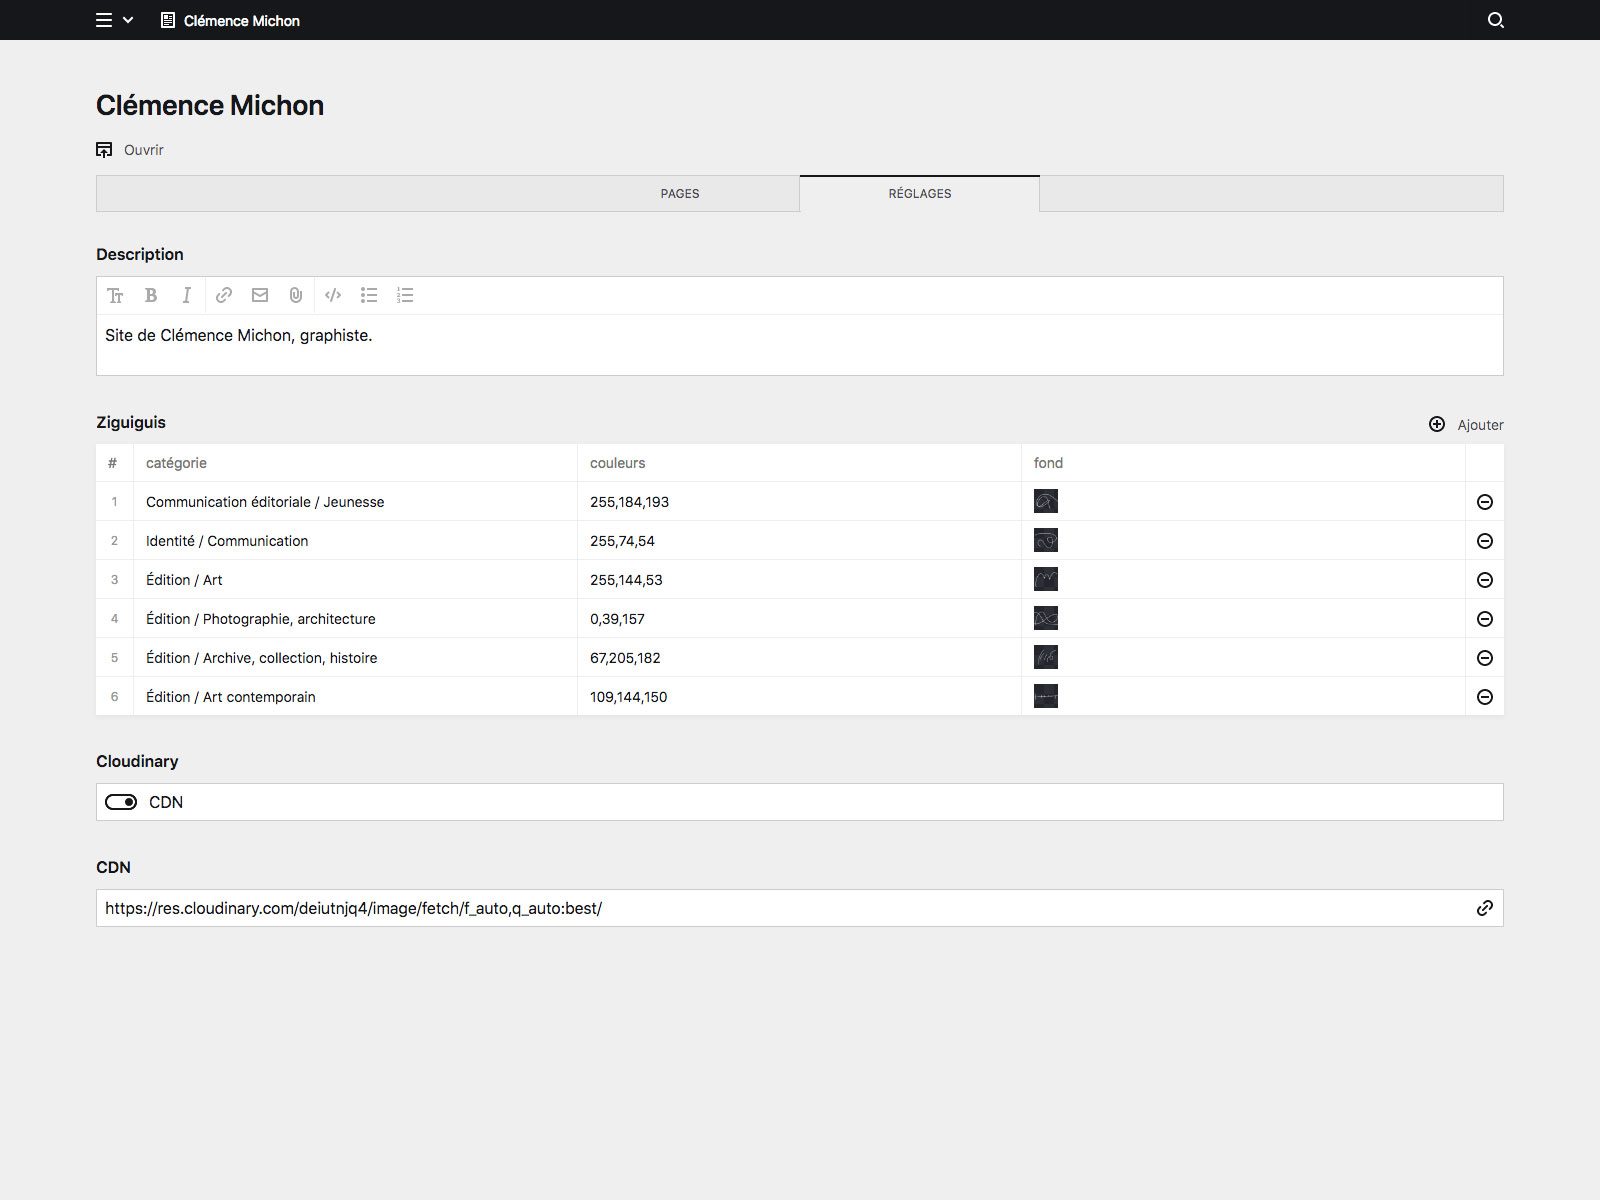 Clémence Michon
Clémence Michon
Ouvrir
PAGES
RÉGLAGES
Description
Site de Clémence Michon, graphiste.
Ziguiguis
Ajouter
# catégorie couleurs fond
1 Communication éditoriale / Jeunesse 255,184,193
2 Identité / Communication 255,74,54
3 Édition / Art 255,144,53
4 Édition / Photographie, architecture 0,39,157
5 Édition / Archive, collection, histoire 67,205,182
6 Édition / Art contemporain 109,144,150
Cloudinary
CDN
CDN
https://res.cloudinary.com/deiutnjq4/image/fetch/f_auto,q_auto:best/